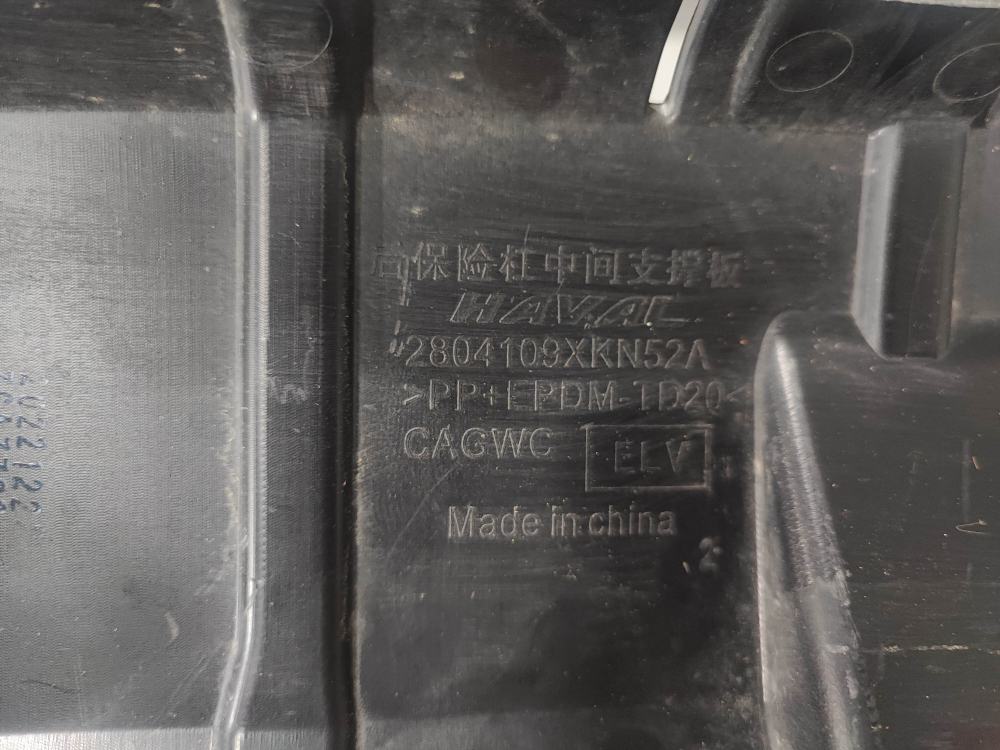 后保险杠中间支撑板
HAVAL
2804109XKN52A
>PP+EPDM-TD20<
CAGWC
ELV
Made in china
2